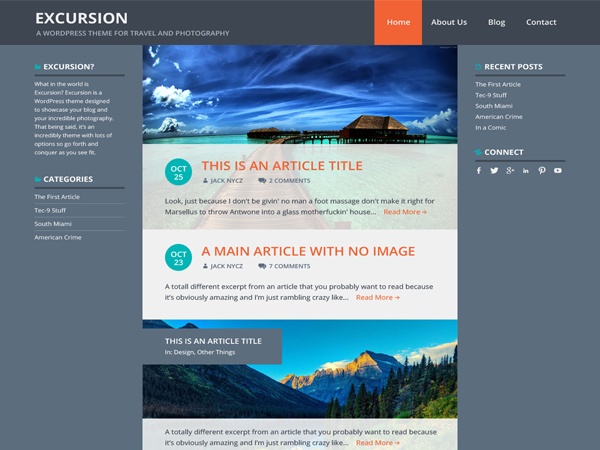 EXCURSION
A WORDPRESS THEME FOR TRAVEL AND PHOTOGRAPHY
Home
About Us
Blog
Contact
EXCURSION?
What in the world is
Excursion? Excursion is a
WordPress theme designed
to showcase your blog and
your incredible photography.
That being said, it's an
incredibly theme with lots of
options so go forth and
conquer as you see fit.
CATEGORIES
The First Article
Tec-9 Stuff
South Miami
American Crime
OCT
25
THIS IS AN ARTICLE TITLE
JACK NYCZ
2 COMMENTS
Look, just because I don't be givin' no man a foot massage don't make it right for
Marsellus to throw Antwone into a glass motherfuckin' house... Read More →
OCT
23
A MAIN ARTICLE WITH NO IMAGE
JACK NYCZ
7 COMMENTS
A totall different excerpt from an article that you probably want to read because
it's obviously amazing and I'm just rambling crazy like... Read More →
THIS IS AN ARTICLE TITLE
In: Design, Other Things
A totally different excerpt from an article that you probably want to read because
it's obviously amazing and I'm just rambling crazy like... Read More →
RECENT POSTS
The First Article
Tec-9 Stuff
South Miami
American Crime
In a Comic
CONNECT